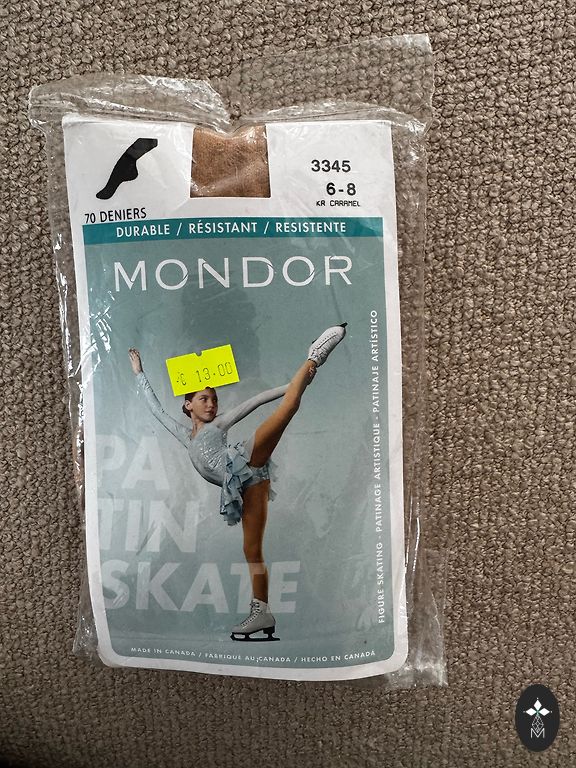 3345
6-8
KR CARAMEL
70 DENIERS
DURABLE / RÉSISTANT / RESISTENTE
MONDOR
€ 13.00
PA
TIN
SKATE
FIGURE SKATING - PATINAGE ARTISTIQUE - PATINAJE ARTÍSTICO
MADE IN CANADA / FABRIQUÉ AU CANADA / HECHO EN CANADÁ
M